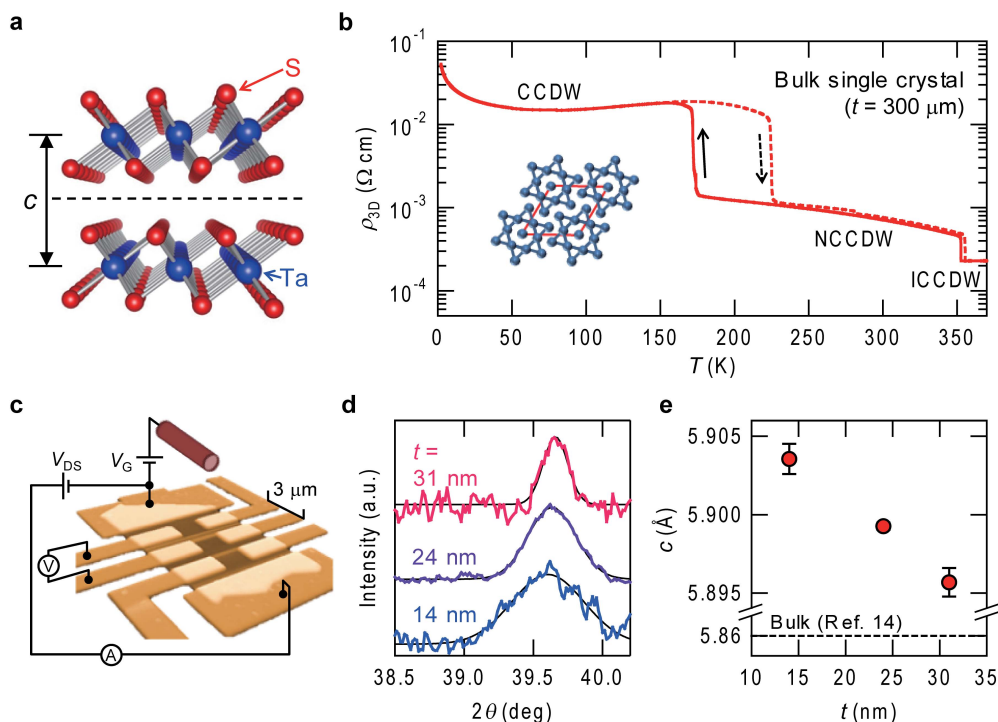 a
S
c
Ta
b
10⁻¹
10⁻²
10⁻³
10⁻⁴
ρ3D (Ω cm)
CCDW
Bulk single crystal
(t = 300 μm)
NCCDW
ICCDW
0
50
100
150
200
250
300
350
T (K)
c
VDS
VG
3 μm
V
A
d
Intensity (a.u.)
t =
31 nm
24 nm
14 nm
38.5
39.0
39.5
40.0
2θ (deg)
e
c (Å)
5.905
5.900
5.895
5.86
Bulk (Ref. 14)
10
15
20
25
30
35
t (nm)